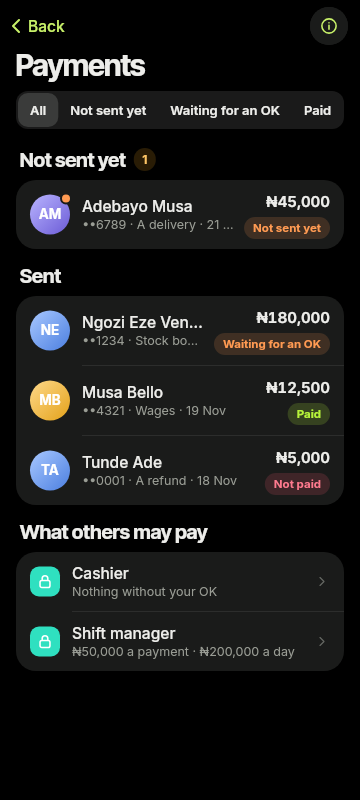 Back
Payments
All Not sent yet Waiting for an OK Paid
Not sent yet 1
AM Adebayo Musa ₦45,000
••6789 · A delivery · 21 ... Not sent yet
Sent
NE Ngozi Eze Ven... ₦180,000
••1234 · Stock bo... Waiting for an OK
MB Musa Bello ₦12,500
••4321 · Wages · 19 Nov Paid
TA Tunde Ade ₦5,000
••0001 · A refund · 18 Nov Not paid
What others may pay
Cashier
Nothing without your OK
Shift manager
₦50,000 a payment · ₦200,000 a day